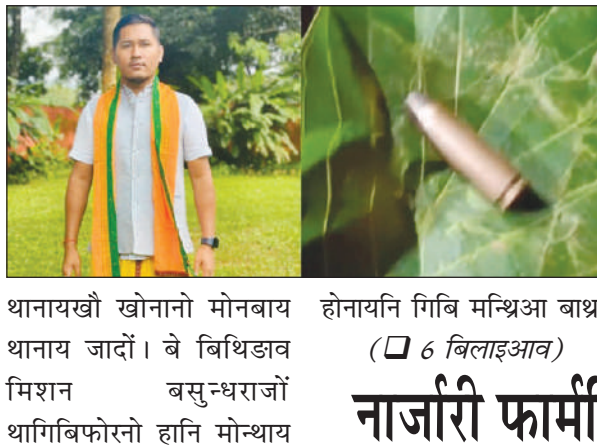 थानायखौ खोनानो मोनबाय
थानाय जादों। बे बिथिङाव
मिशन बसुन्धराजों
थागिबिफोरनो हानि मोन्थाय
होनायनि गिबि मन्थ्रिआ बाथ्र
(❑ 6 बिलाइआव)
नार्जारी फार्मि